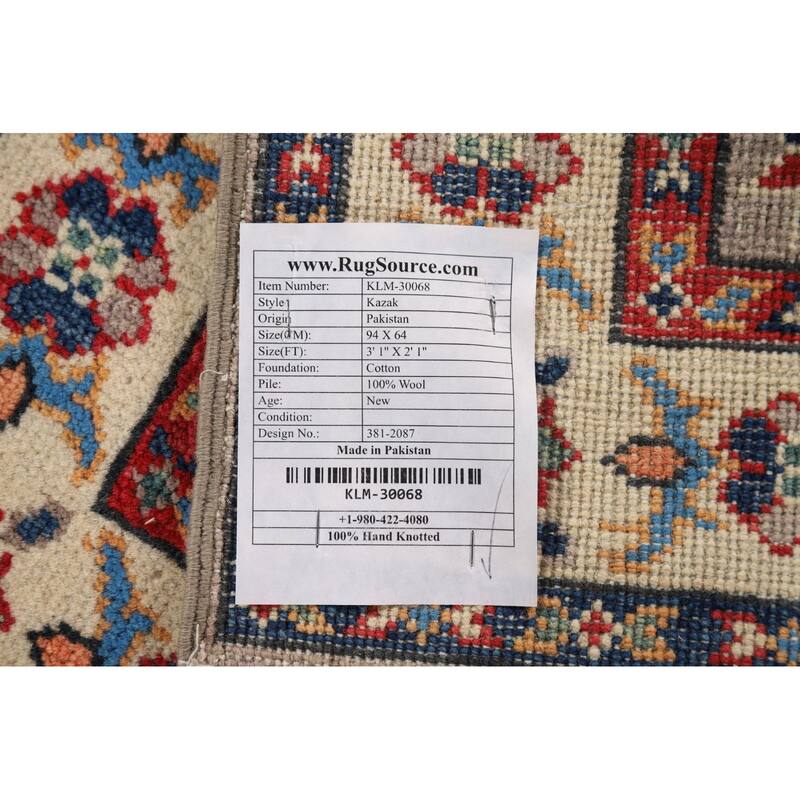 www.RugSource.com
Item Number: KLM-30068
Style: Kazak
Origin: Pakistan
Size(CM): 94 X 64
Size(FT): 3' 1" X 2' 1"
Foundation: Cotton
Pile: 100% Wool
Age: New
Condition:
Design No.: 381-2087
Made in Pakistan
KLM-30068
+1-980-422-4080
100% Hand Knotted